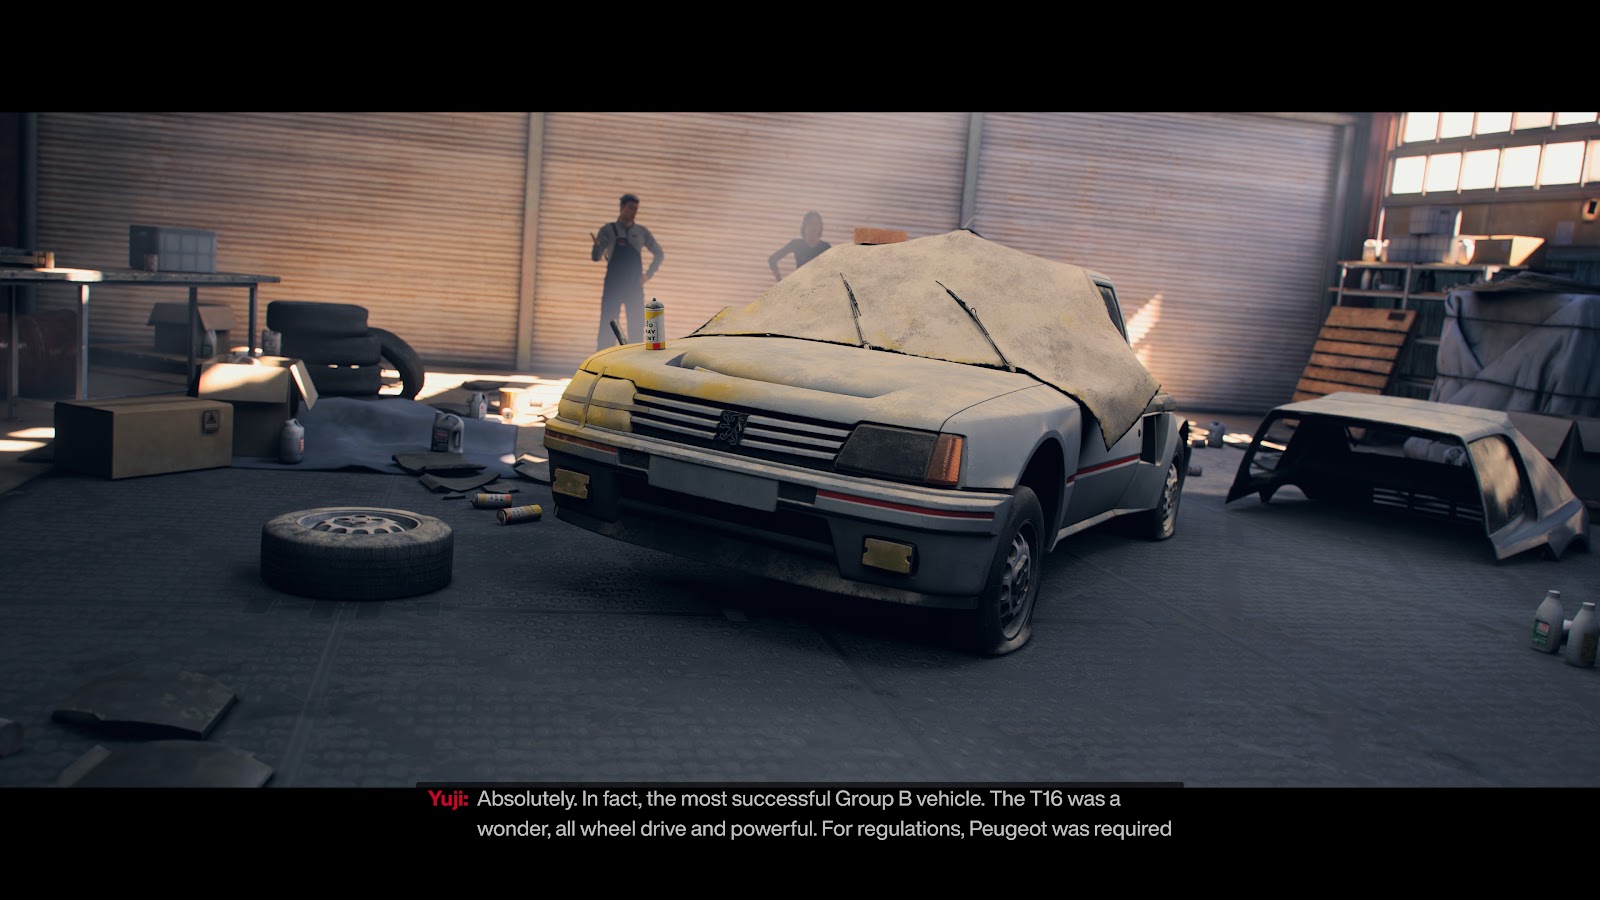 Yuji: Absolutely. In fact, the most successful Group B vehicle. The T16 was a
wonder, all wheel drive and powerful. For regulations, Peugeot was required